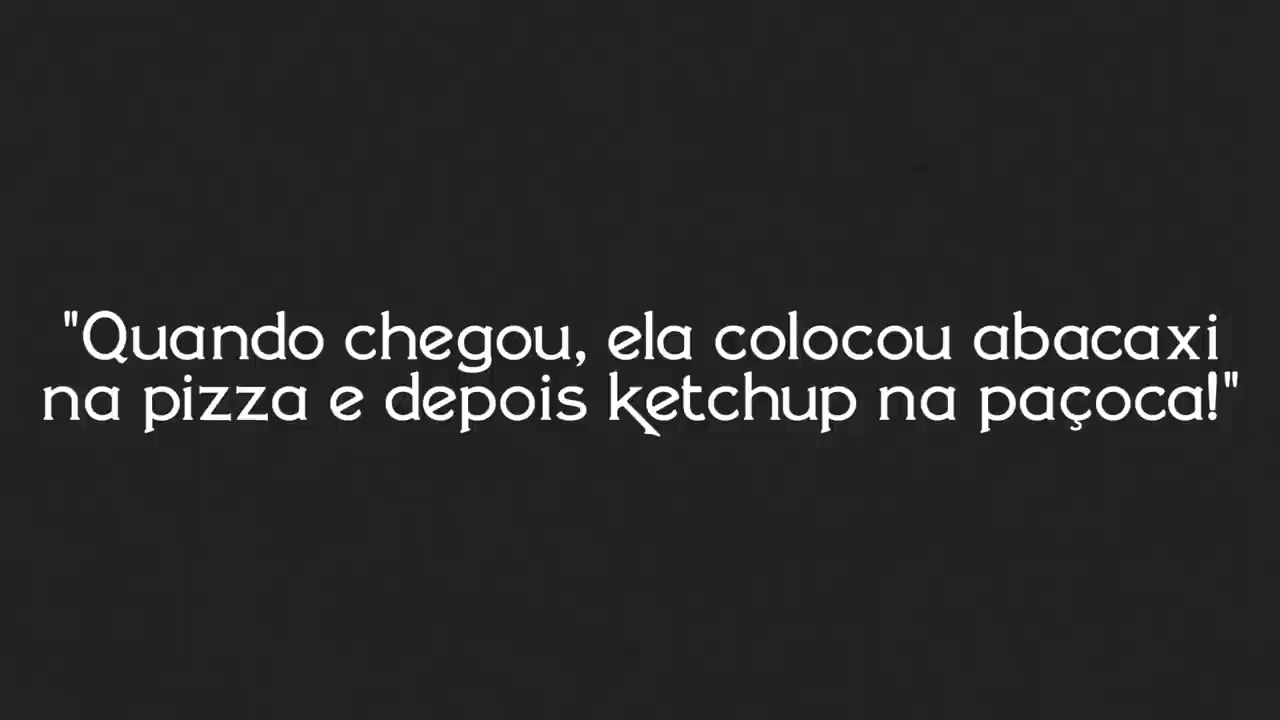 "Quando chegou, ela colocou abacaxi
na pizza e depois ketchup na paçoca!"